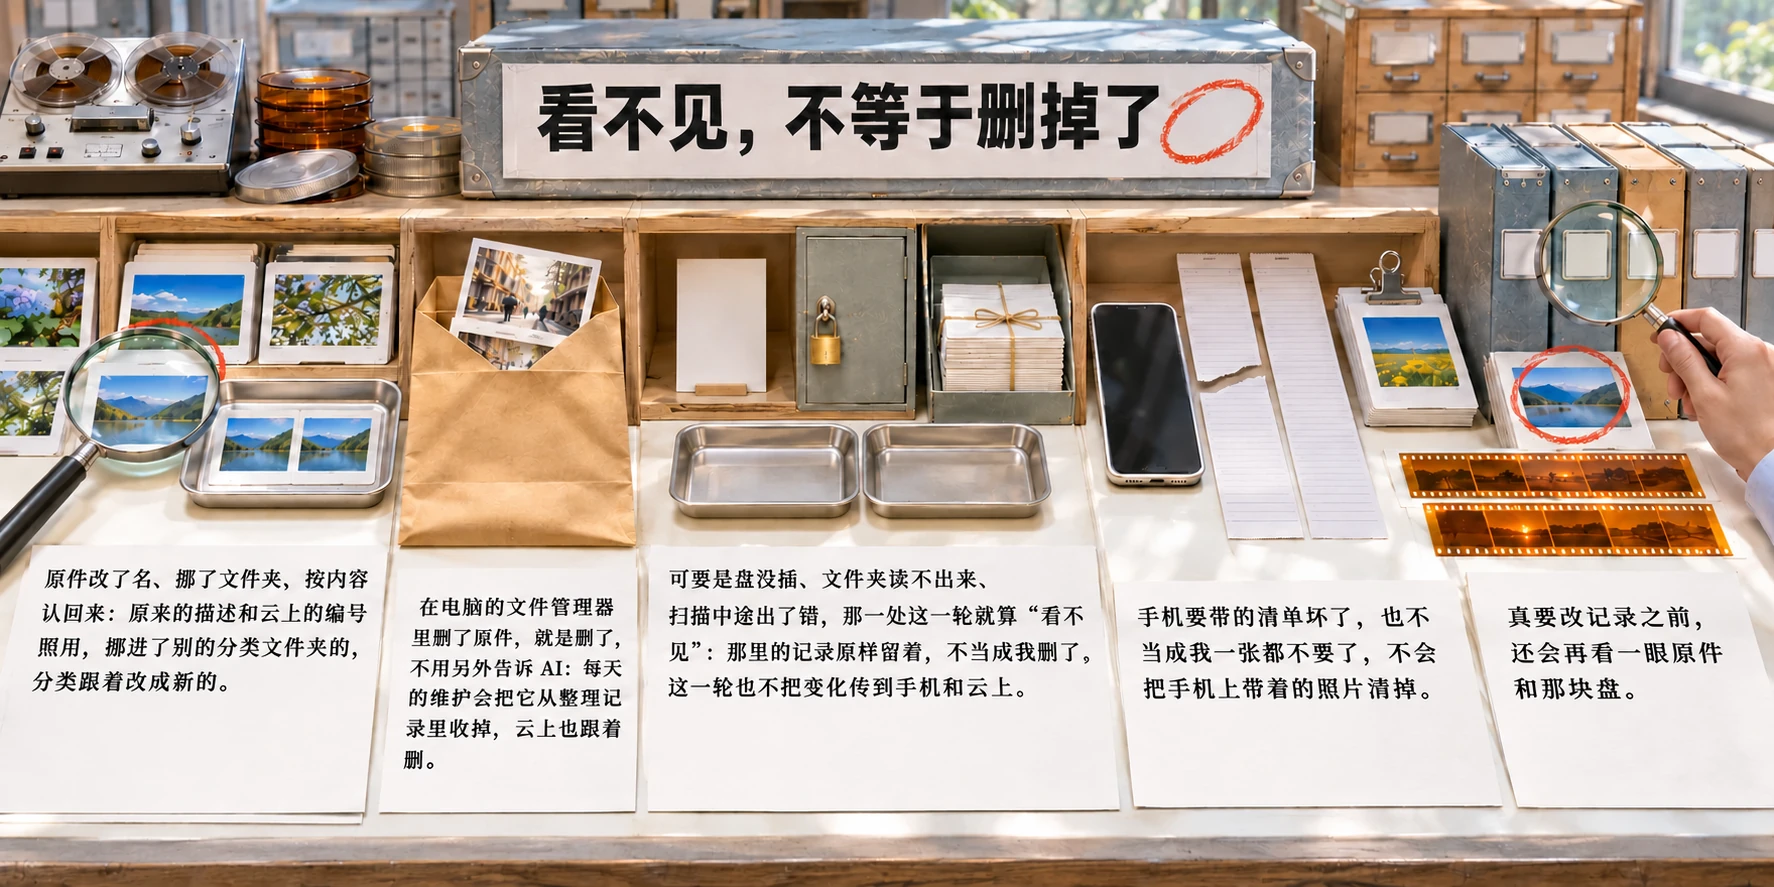 看不见，不等于删掉了
原件改了名、挪了文件夹，按内容
认回来：原来的描述和云上的编号
照用，挪进了别的分类文件夹的，
分类跟着改成新的。
在电脑的文件管理器
里删了原件，就是删了，
不用另外告诉 AI：每天
的维护会把它从整理记
录里收掉，云上也跟着
删。
可要是盘没插、文件夹读不出来、
扫描中途出了错，那一处这一轮就算“看不
见”：那里的记录原样留着，不当成我删了。
这一轮也不把变化传到手机和云上。
手机要带的清单坏了，也不
当成我一张都不要了，不会
把手机上带着的照片清掉。
真要改记录之前，
还会再看一眼原件
和那块盘。